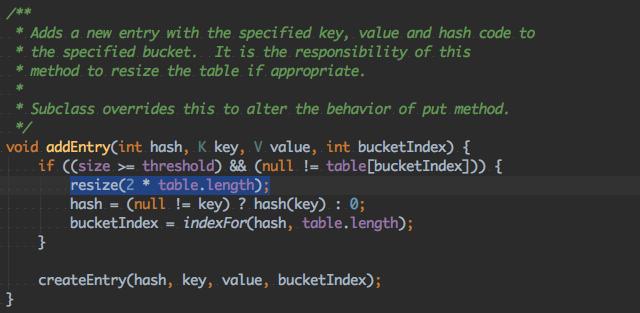 /**
 * Adds a new entry with the specified key, value and hash code to
 * the specified bucket.  It is the responsibility of this
 * method to resize the table if appropriate.
 *
 * Subclass overrides this to alter the behavior of put method.
 */
void addEntry(int hash, K key, V value, int bucketIndex) {
    if ((size >= threshold) && (null != table[bucketIndex])) {
        resize(2 * table.length);
        hash = (null != key) ? hash(key) : 0;
        bucketIndex = indexFor(hash, table.length);
    }

    createEntry(hash, key, value, bucketIndex);
}